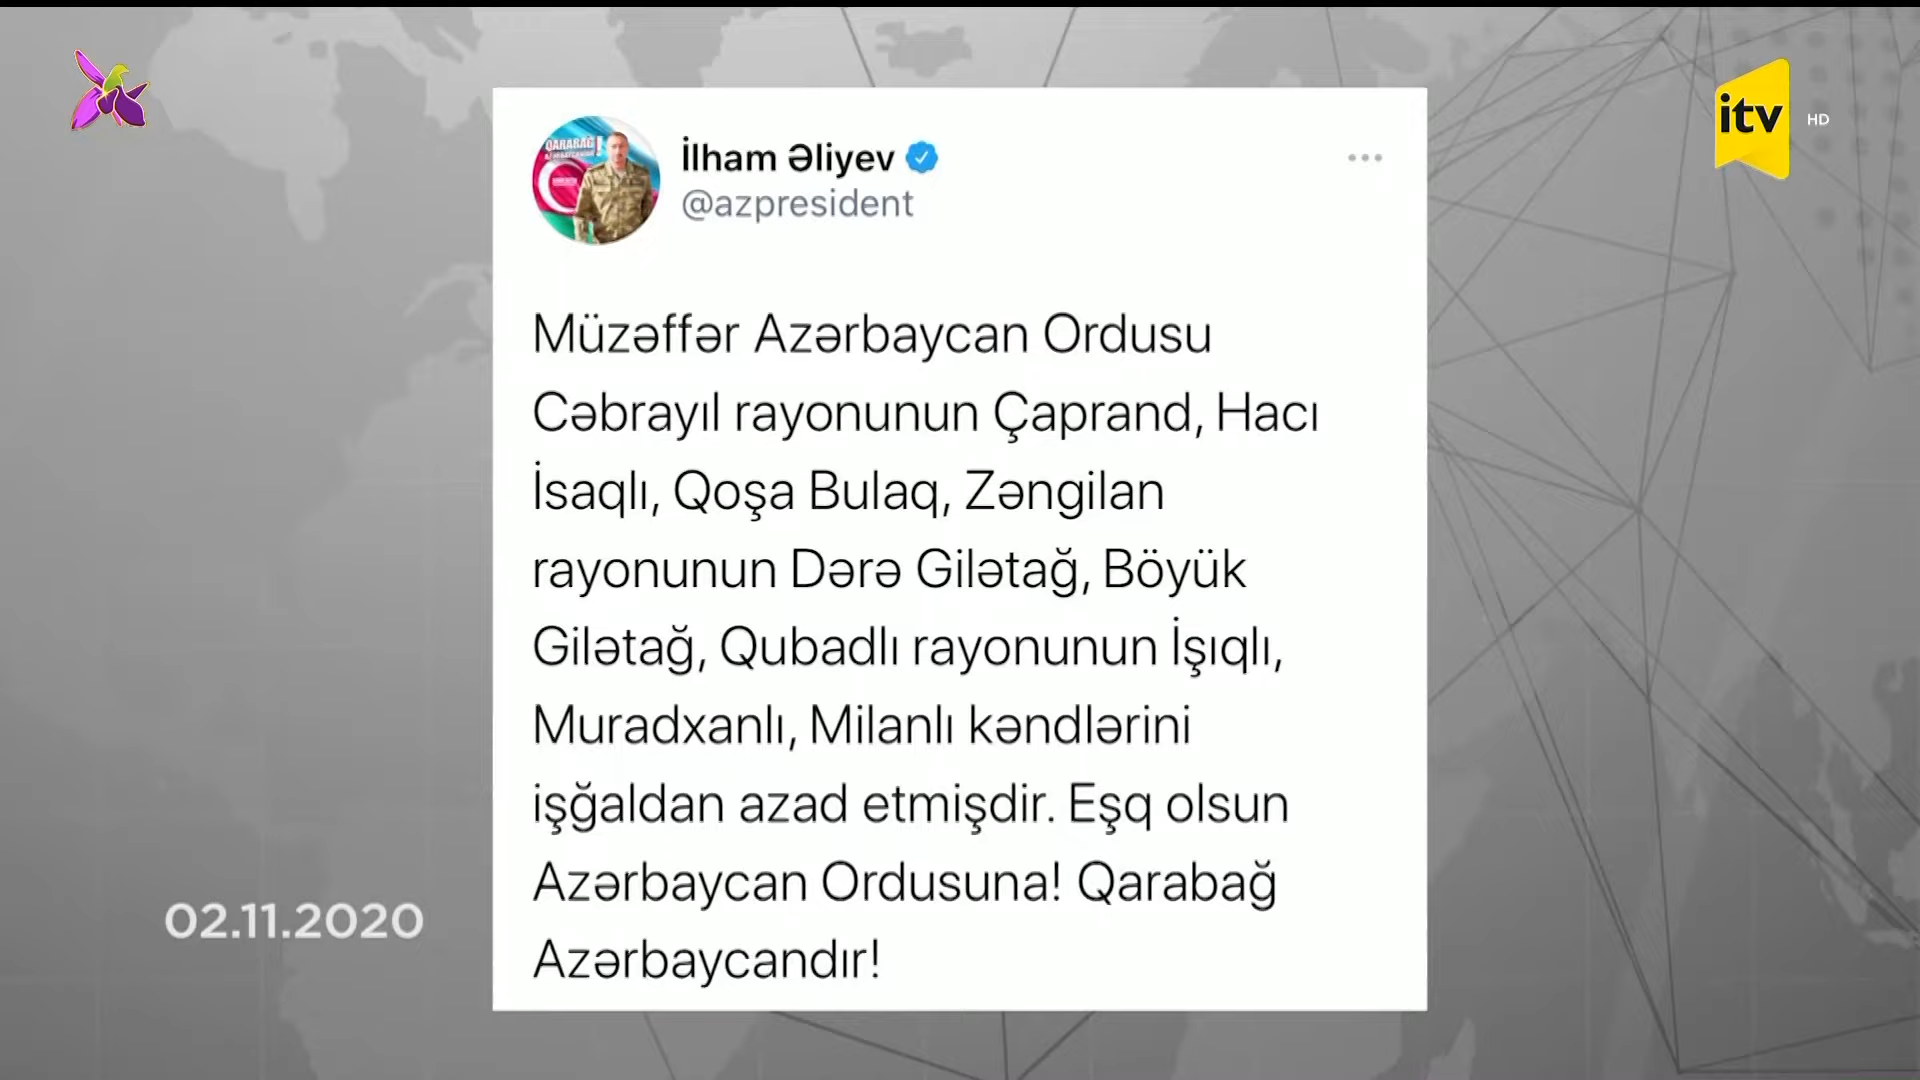 itv HD
QARABAĞ
İlham Əliyev
@azpresident
Müzəffər Azərbaycan Ordusu
Cəbrayıl rayonunun Çaprand, Hacı
İsaqlı, Qoşa Bulaq, Zəngilan
rayonunun Dərə Gilətağ, Böyük
Gilətağ, Qubadlı rayonunun İşıqlı,
Muradxanlı, Milanlı kəndlərini
işğaldan azad etmişdir. Eşq olsun
Azərbaycan Ordusuna! Qarabağ
Azərbaycandır!
02.11.2020